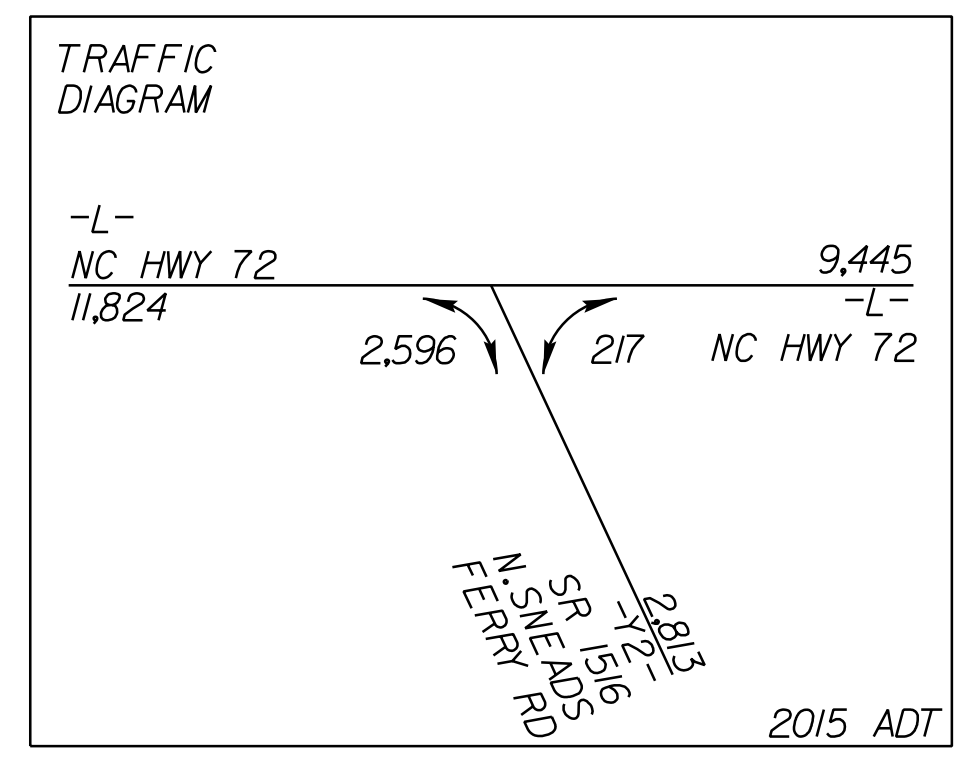 TRAFFIC
DIAGRAM
-L-
NC HWY 72
9,445
11,824
-L-
2,596
217
NC HWY 72
2,813
-Y2-
SR 1516
N. SNEADS
FERRY RD
2015 ADT